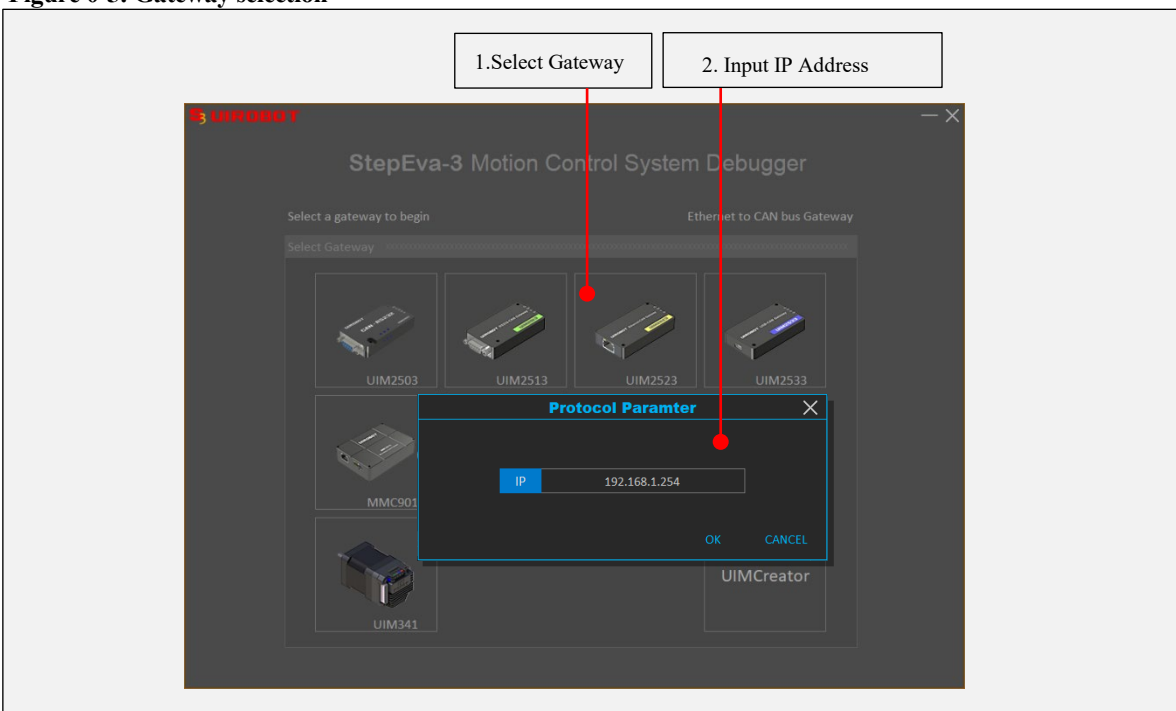 Figure 0-3: Gateway selection
1.Select Gateway
2. Input IP Address
S3 UIROBOT
StepEva-3 Motion Control System Debugger
Select a gateway to begin
Ethernet to CAN bus Gateway
Select Gateway
UIM2503
UIM2513
UIM2523
UIM2533
Protocol Paramter
MMC901
IP
192.168.1.254
OK
CANCEL
UIMCreator
UIM341